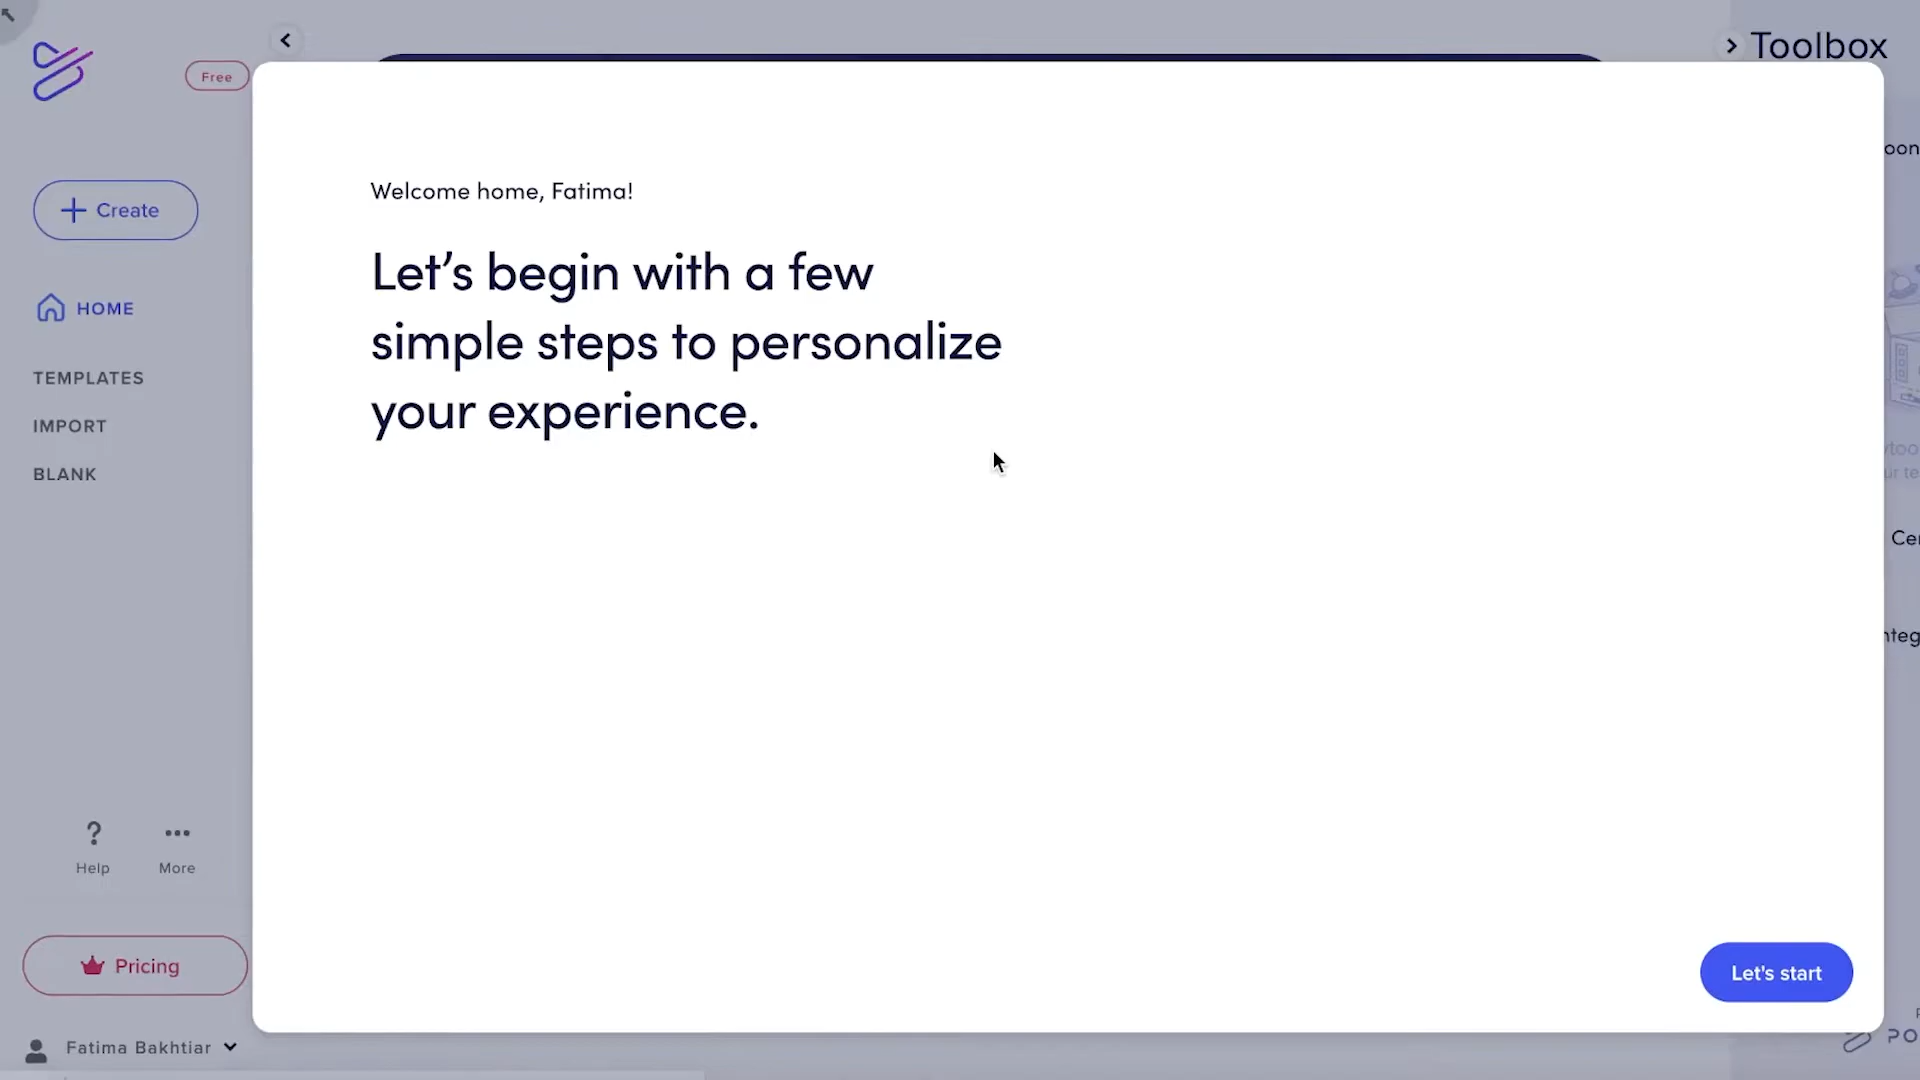 Toolbox
Free
Create
HOME
TEMPLATES
IMPORT
BLANK
Help
More
Pricing
Fatima Bakhtiar
Welcome home, Fatima!
Let’s begin with a few
simple steps to personalize
your experience.
Let's start